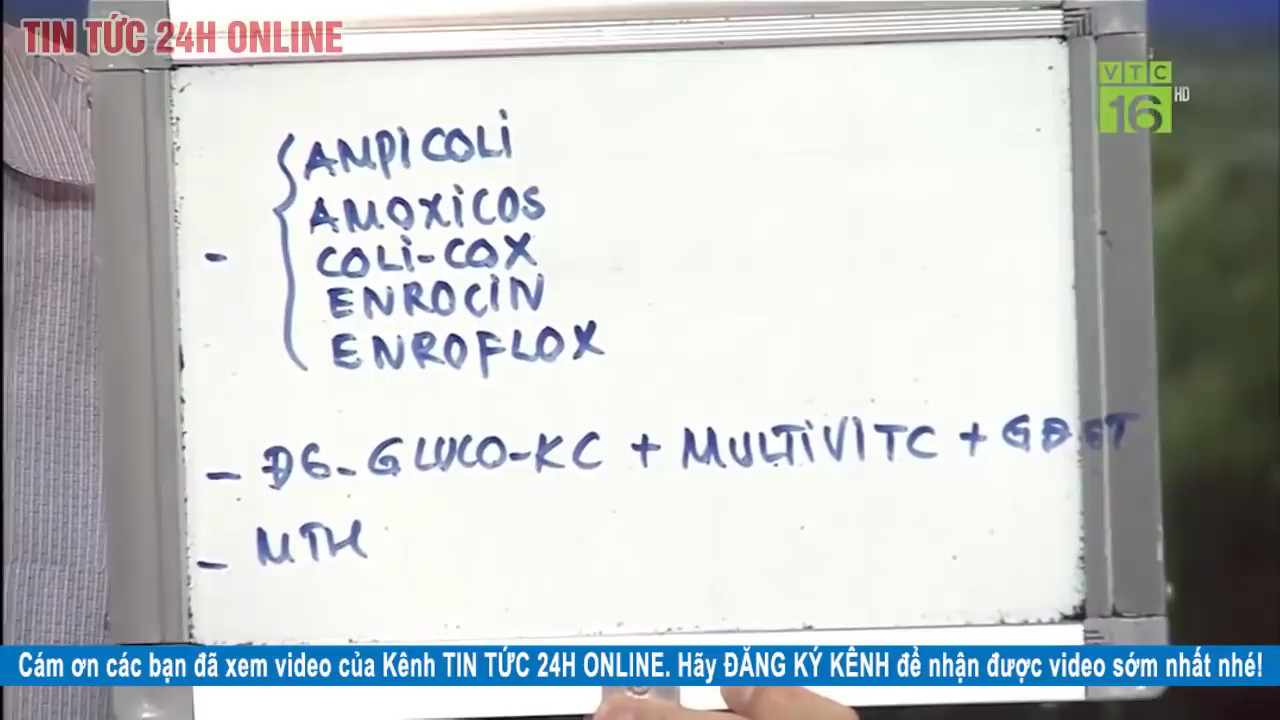 TIN TỨC 24H ONLINE
VTC
16 HD
AMPICOLI
AMOXICOS
- COLI-COX
ENROCIN
ENROFLOX
- ĐG-GLUCO-KC + MULTIVITC +
- MTH
Cám ơn các bạn đã xem video của Kênh TIN TỨC 24H ONLINE. Hãy ĐĂNG KÝ KÊNH để nhận được video sớm nhất nhé!